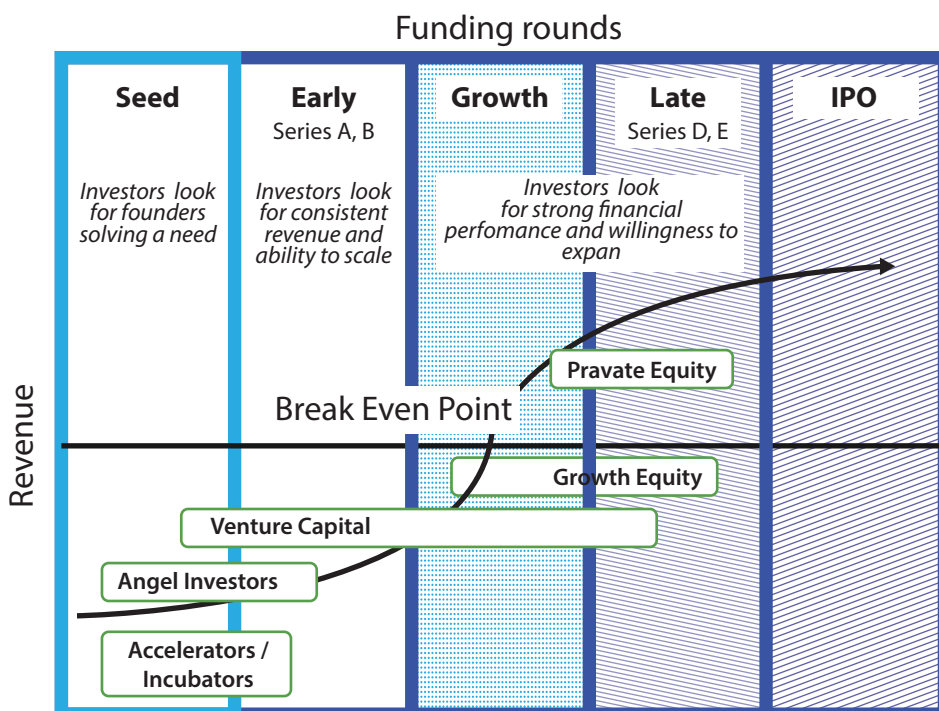 Funding rounds
Seed
Early
Series A, B
Growth
Late
Series D, E
IPO
Investors look
for founders
solving a need
Investors look
for consistent
revenue and
ability to scale
Investors look
for strong financial
perfomance and willingness to
expan
Pravate Equity
Break Even Point
Revenue
Growth Equity
Venture Capital
Angel Investors
Accelerators /
Incubators